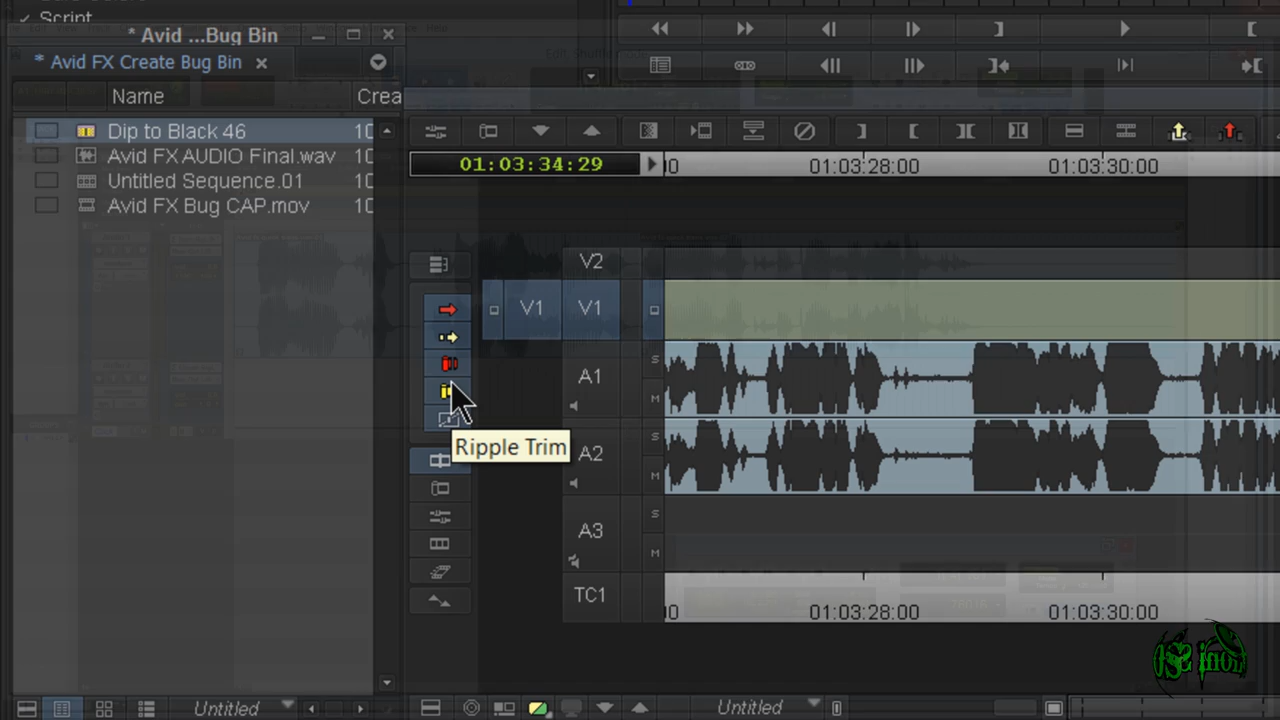 Script
* Avid ...Bug Bin
* Avid FX Create Bug Bin
Name
Crea
Dip to Black 46
10
Avid FX AUDIO Final.wav
10
Untitled Sequence.01
10
Avid FX Bug CAP.mov
10
01:03:34:29
00
01:03:28:00
01:03:30:00
V2
V1
V1
S
M
A1
S
M
A2
Ripple Trim
S
M
A3
TC1
00
01:03:28:00
01:03:30:00
Untitled
Untitled